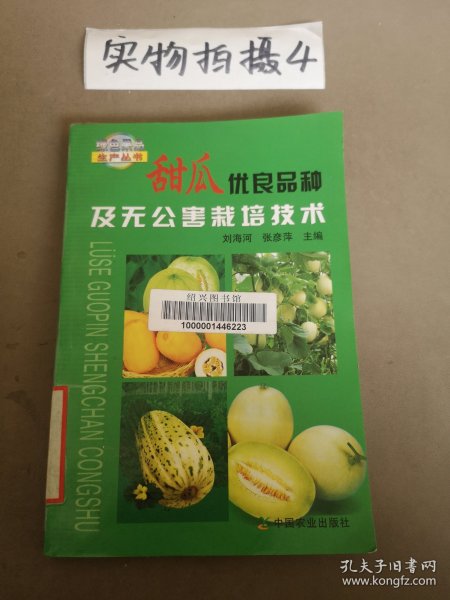 实物拍摄4
绿色果品
生产丛书
甜瓜优良品种
及无公害栽培技术
刘海河 张彦萍 主编
LÜSE GUOPIN SHENGCHAN CONGSHU
绍兴图书馆
1000001446223
中国农业出版社
孔夫子旧书网
www.kongfz.com